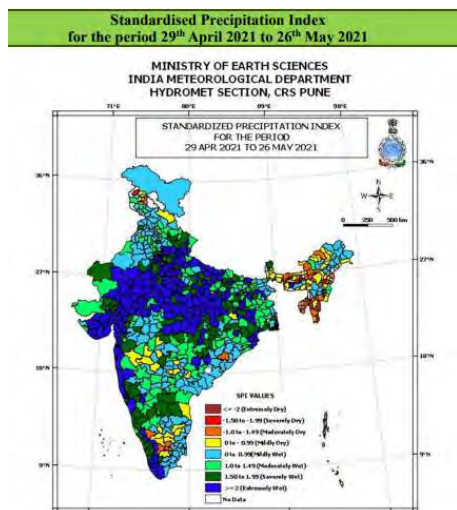 Standardised Precipitation Index
for the period 29th April 2021 to 26th May 2021
MINISTRY OF EARTH SCIENCES
INDIA METEOROLOGICAL DEPARTMENT
HYDROMET SECTION, CRS PUNE
STANDARDIZED PRECIPITATION INDEX
FOR THE PERIOD
29 APR 2021 TO 26 MAY 2021
N
W E
S
0 250 500 km
SPI VALUES
<= -2 (Extremely Dry)
-1.50 to -1.99 (Severely Dry)
-1.0 to -1.49 (Moderately Dry
0 to - 0.99 (Mildly Dry)
0 to 0.99 (Mildly Wet)
1.0 to 1.49 (Moderately Wet)
1.50 to 1.99 (Severely Wet)
>= 2 (Extremely Wet)
No Data